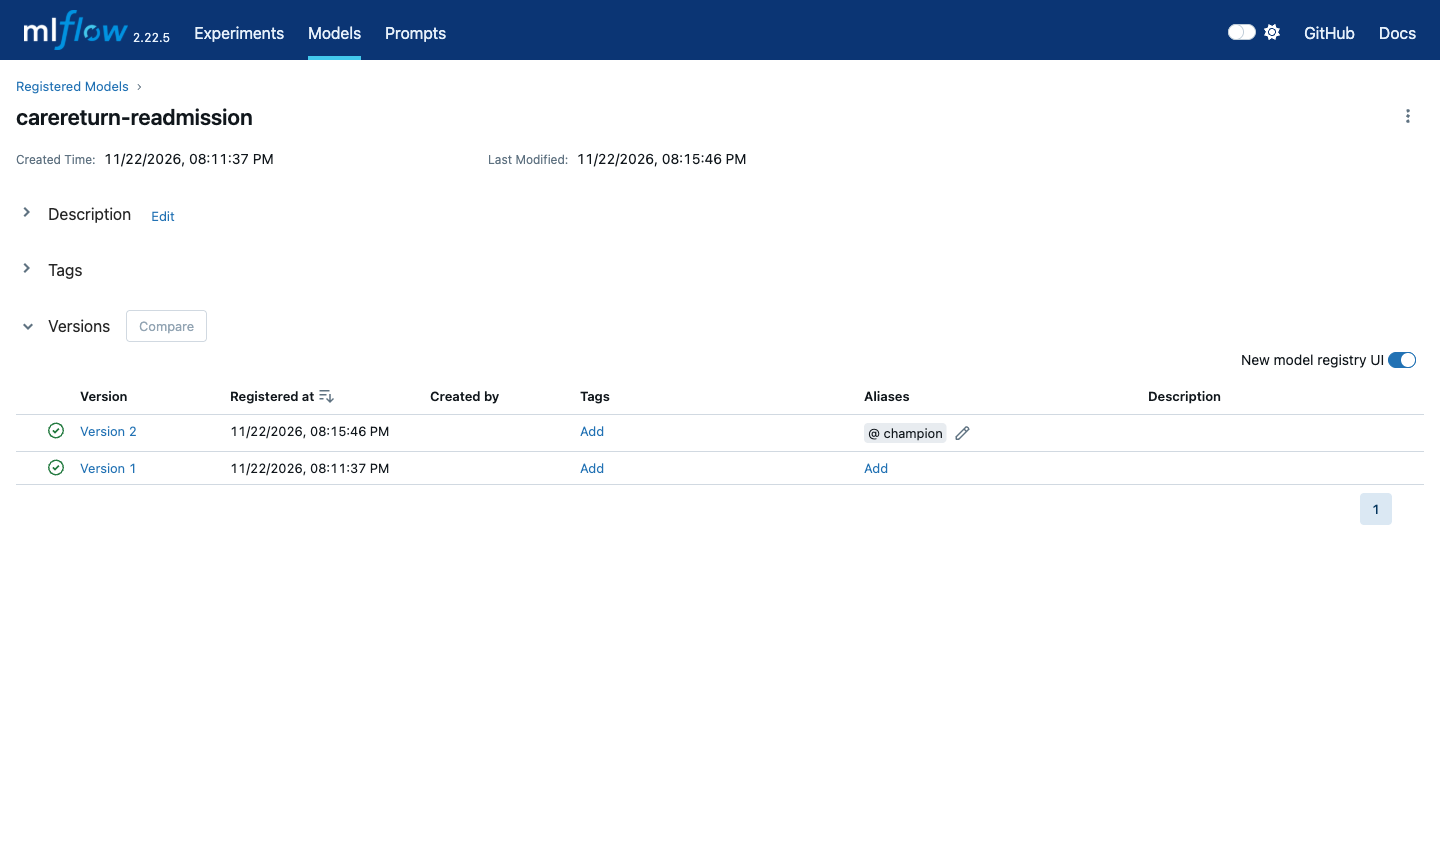 mlflow 2.22.5 Experiments Models Prompts GitHub Docs
Registered Models ›
carereturn-readmission
Created Time: 11/22/2026, 08:11:37 PM Last Modified: 11/22/2026, 08:15:46 PM
Description Edit
Tags
Versions Compare
New model registry UI
Version Registered at Created by Tags Aliases Description
Version 2 11/22/2026, 08:15:46 PM Add @ champion
Version 1 11/22/2026, 08:11:37 PM Add Add
1